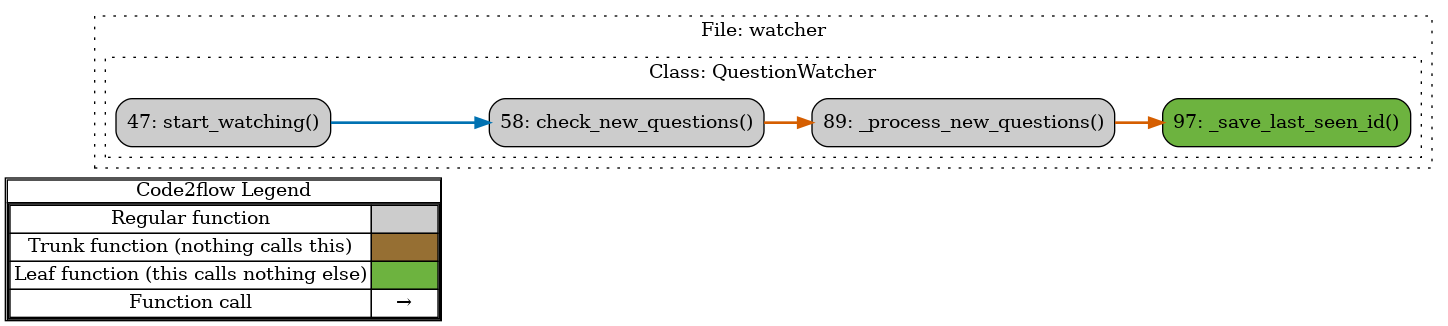 File: watcher
Class: QuestionWatcher
47: start_watching()
58: check_new_questions()
89: _process_new_questions()
97: _save_last_seen_id()
Code2flow Legend
Regular function
Trunk function (nothing calls this)
Leaf function (this calls nothing else)
Function call →